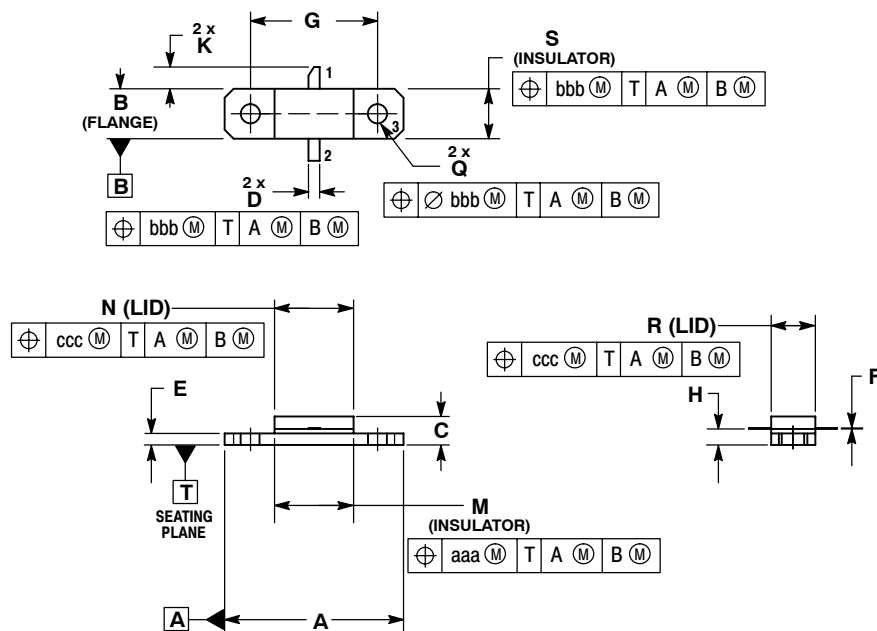 G
2 x
K
S
(INSULATOR)
⌖ bbb Ⓜ T A Ⓜ B Ⓜ
1
B
(FLANGE)
3
2
B
2 x
Q
2 x
D
⌖ ∅ bbb Ⓜ T A Ⓜ B Ⓜ
⌖ bbb Ⓜ T A Ⓜ B Ⓜ
N (LID)
⌖ ccc Ⓜ T A Ⓜ B Ⓜ
R (LID)
⌖ ccc Ⓜ T A Ⓜ B Ⓜ
E
C
H
F
T
SEATING
PLANE
M
(INSULATOR)
⌖ aaa Ⓜ T A Ⓜ B Ⓜ
A
A